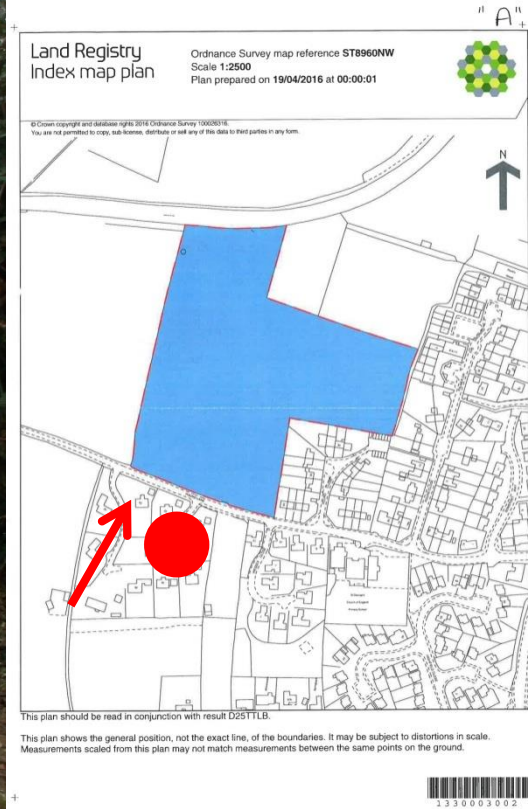 "A"
Land Registry
Index map plan
Ordnance Survey map reference ST8960NW
Scale 1:2500
Plan prepared on 19/04/2016 at 00:00:01
© Crown copyright and database rights 2016 Ordnance Survey 100026316.
You are not permitted to copy, sub-license, distribute or sell any of this data to third parties in any form.
N
This plan should be read in conjunction with result D25TTLB.
This plan shows the general position, not the exact line, of the boundaries. It may be subject to distortions in scale.
Measurements scaled from this plan may not match measurements between the same points on the ground.
1330003002